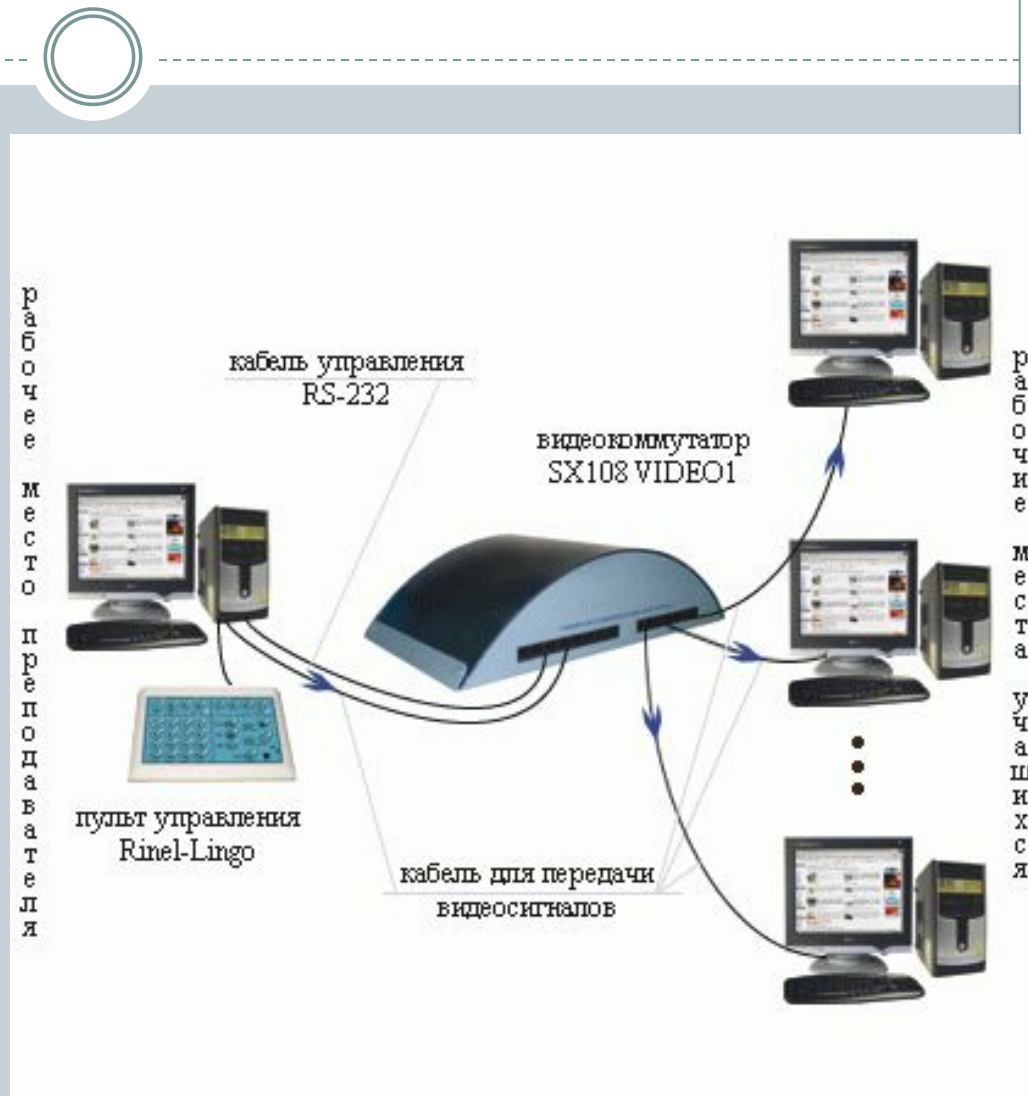 рабочее место преподавателя
кабель управления
RS-232
видеокоммутатор
SX108 VIDEO1
пульт управления
Rinel-Lingo
кабель для передачи
видеосигналов
рабочие места учащихся